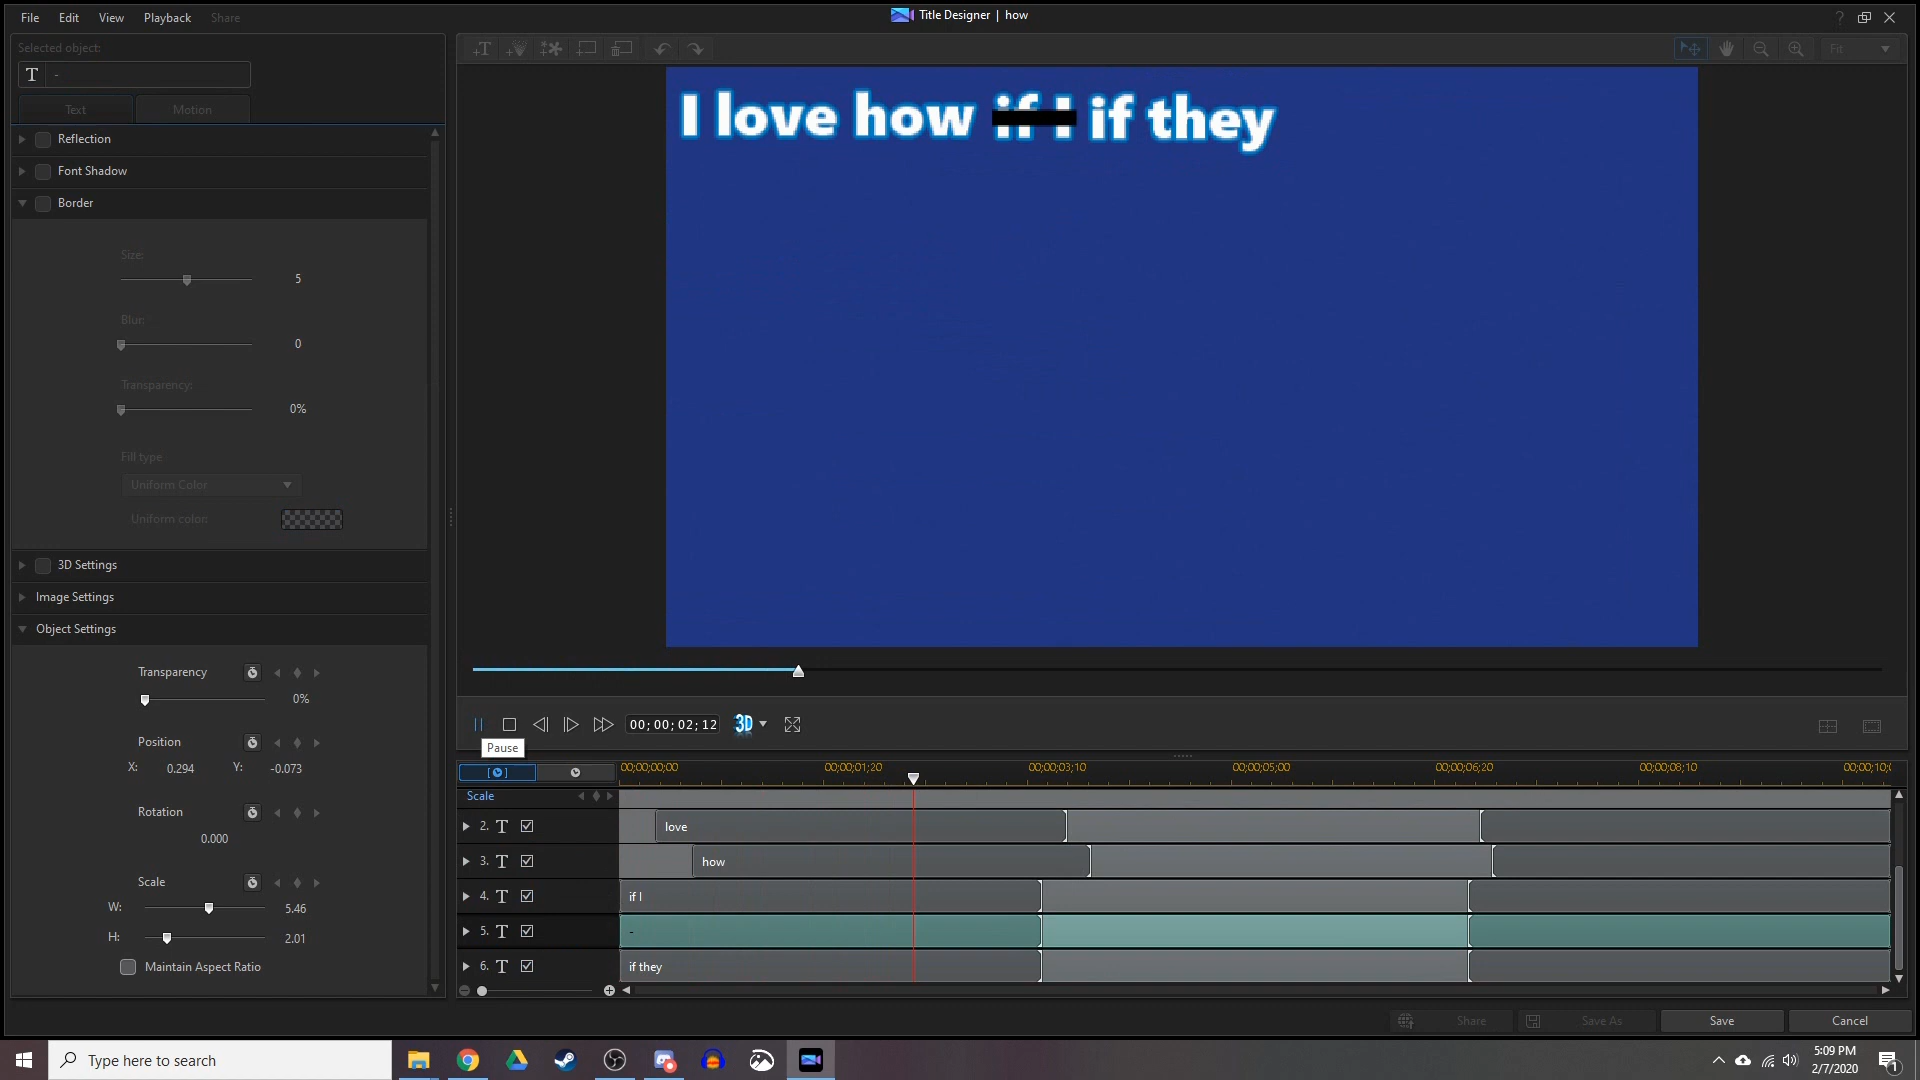 File Edit View Playback Share
Title Designer | how
Selected object:
T -
Text Motion
Reflection
Font Shadow
Border
Size:
5
Blur:
0
Transparency:
0%
Fill type
Uniform Color
Uniform color:
3D Settings
Image Settings
Object Settings
Transparency
0%
Position
X: 0.294 Y: -0.073
Rotation
0.000
Scale
W: 5.46
H: 2.01
Maintain Aspect Ratio
Fit
I love how if I if they
00;00;02;12 3D
Pause
00;00;00;00 00;00;01;20 00;00;03;10 00;00;05;00 00;00;06;20 00;00;08;10 00;00;10;0
Scale
2. T love
3. T how
4. T if I
5. T -
6. T if they
Share Save As Save Cancel
Type here to search
5:09 PM
2/7/2020
1